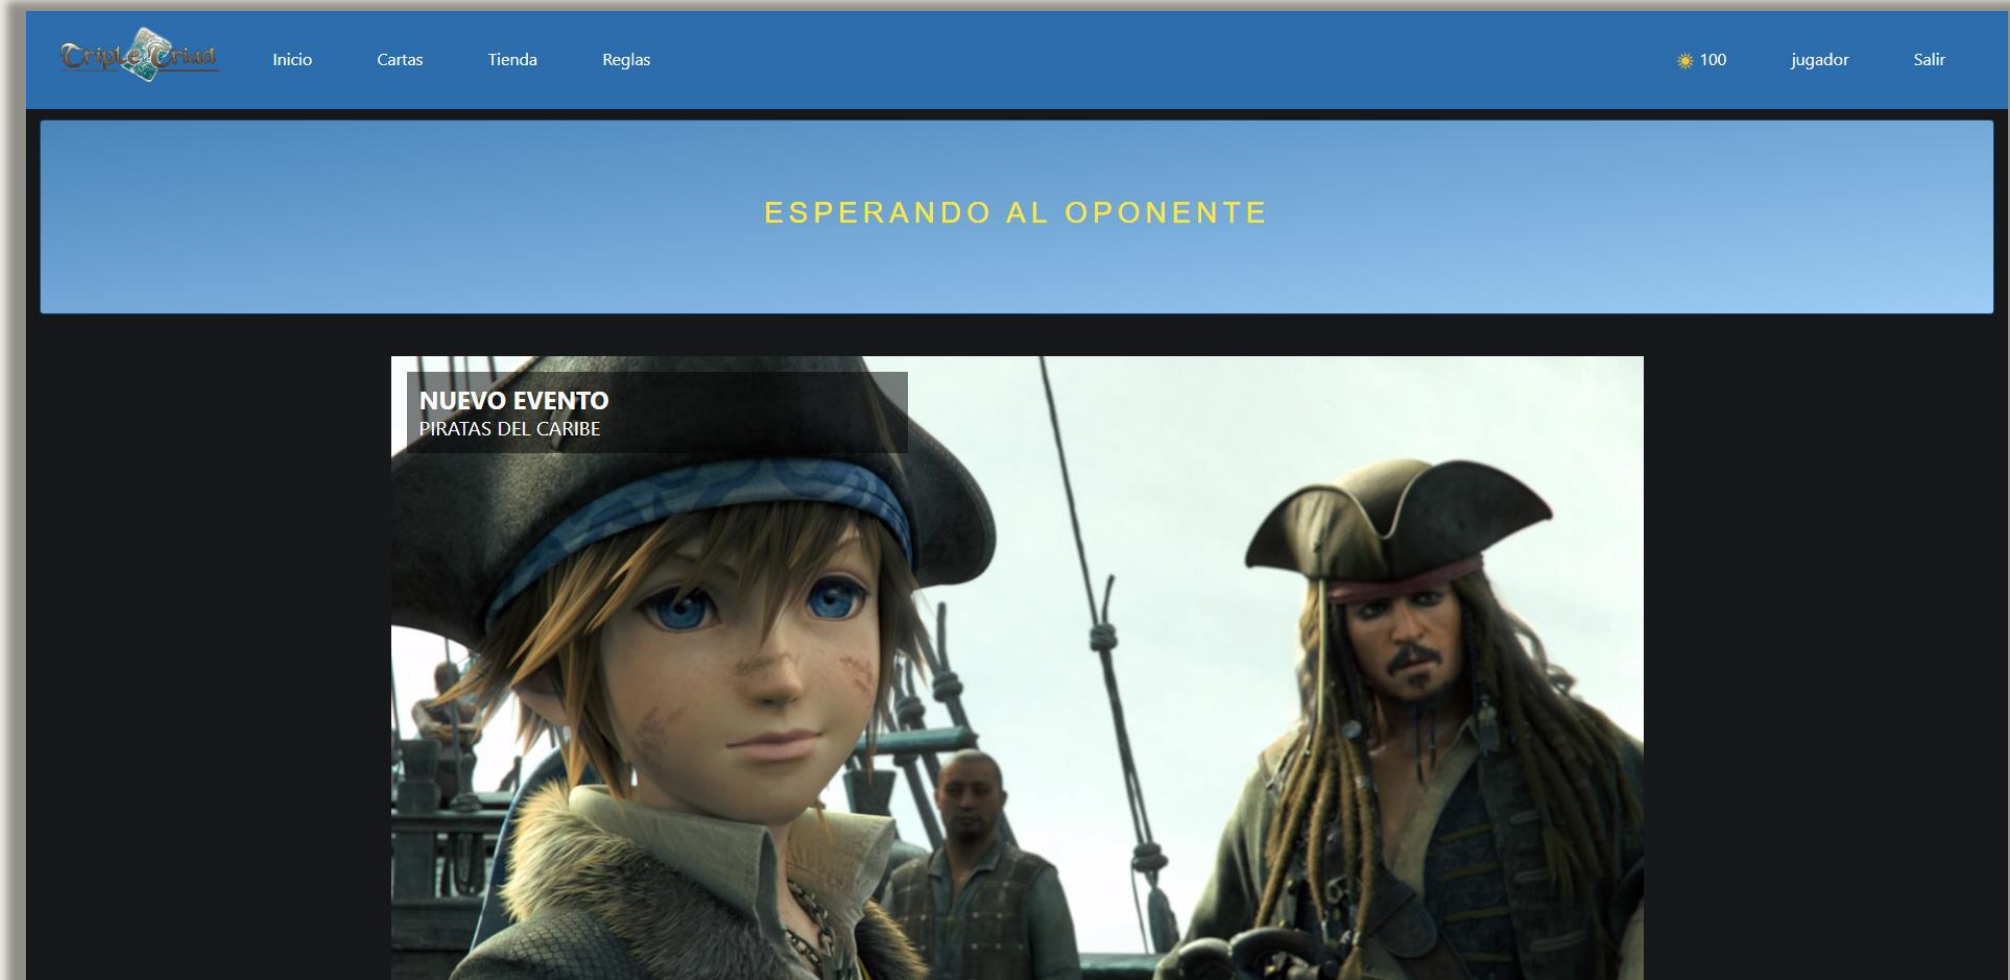 Triple Triad
Inicio
Cartas
Tienda
Reglas
100
jugador
Salir
ESPERANDO AL OPONENTE
NUEVO EVENTO
PIRATAS DEL CARIBE